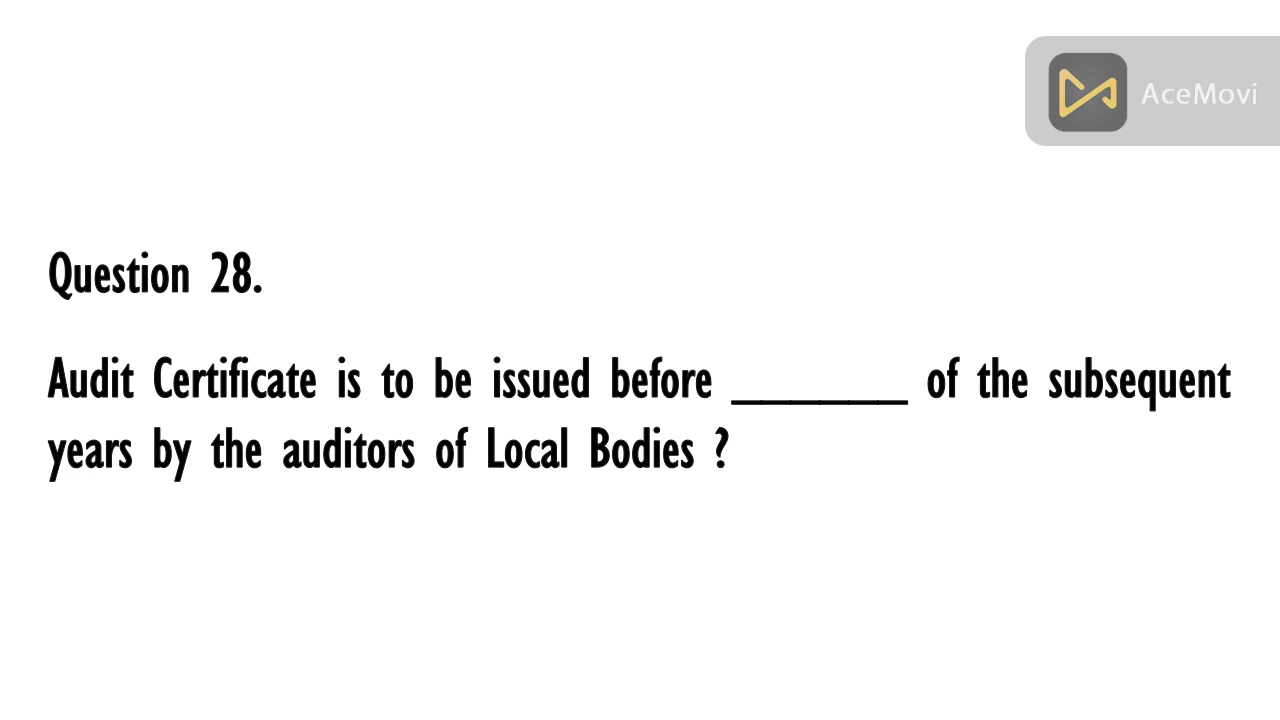 AceMovi
Question 28.
Audit Certificate is to be issued before ______ of the subsequent
years by the auditors of Local Bodies ?